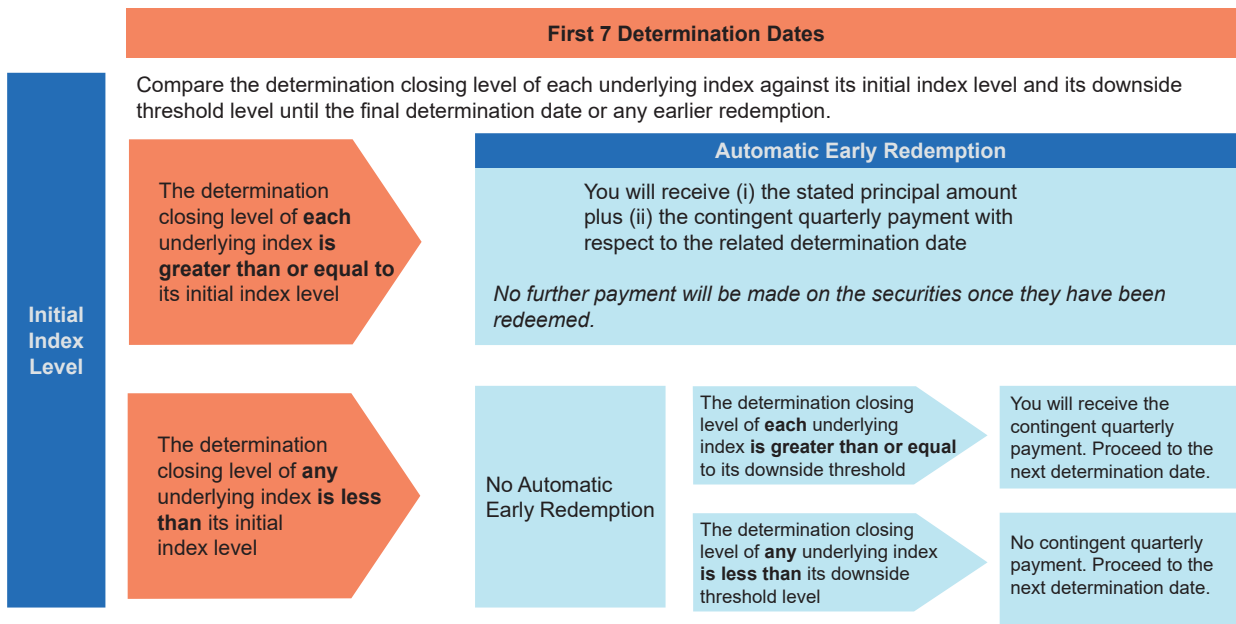 First 7 Determination Dates
Compare the determination closing level of each underlying index against its initial index level and its downside
threshold level until the final determination date or any earlier redemption.
Initial
Index
Level
The determination
closing level of each
underlying index is
greater than or equal to
its initial index level
Automatic Early Redemption
You will receive (i) the stated principal amount
plus (ii) the contingent quarterly payment with
respect to the related determination date
No further payment will be made on the securities once they have been
redeemed.
The determination
closing level of any
underlying index is less
than its initial
index level
No Automatic
Early Redemption
The determination closing
level of each underlying
index is greater than or equal
to its downside threshold
You will receive the
contingent quarterly
payment. Proceed to the
next determination date.
The determination closing
level of any underlying index
is less than its downside
threshold level
No contingent quarterly
payment. Proceed to the
next determination date.